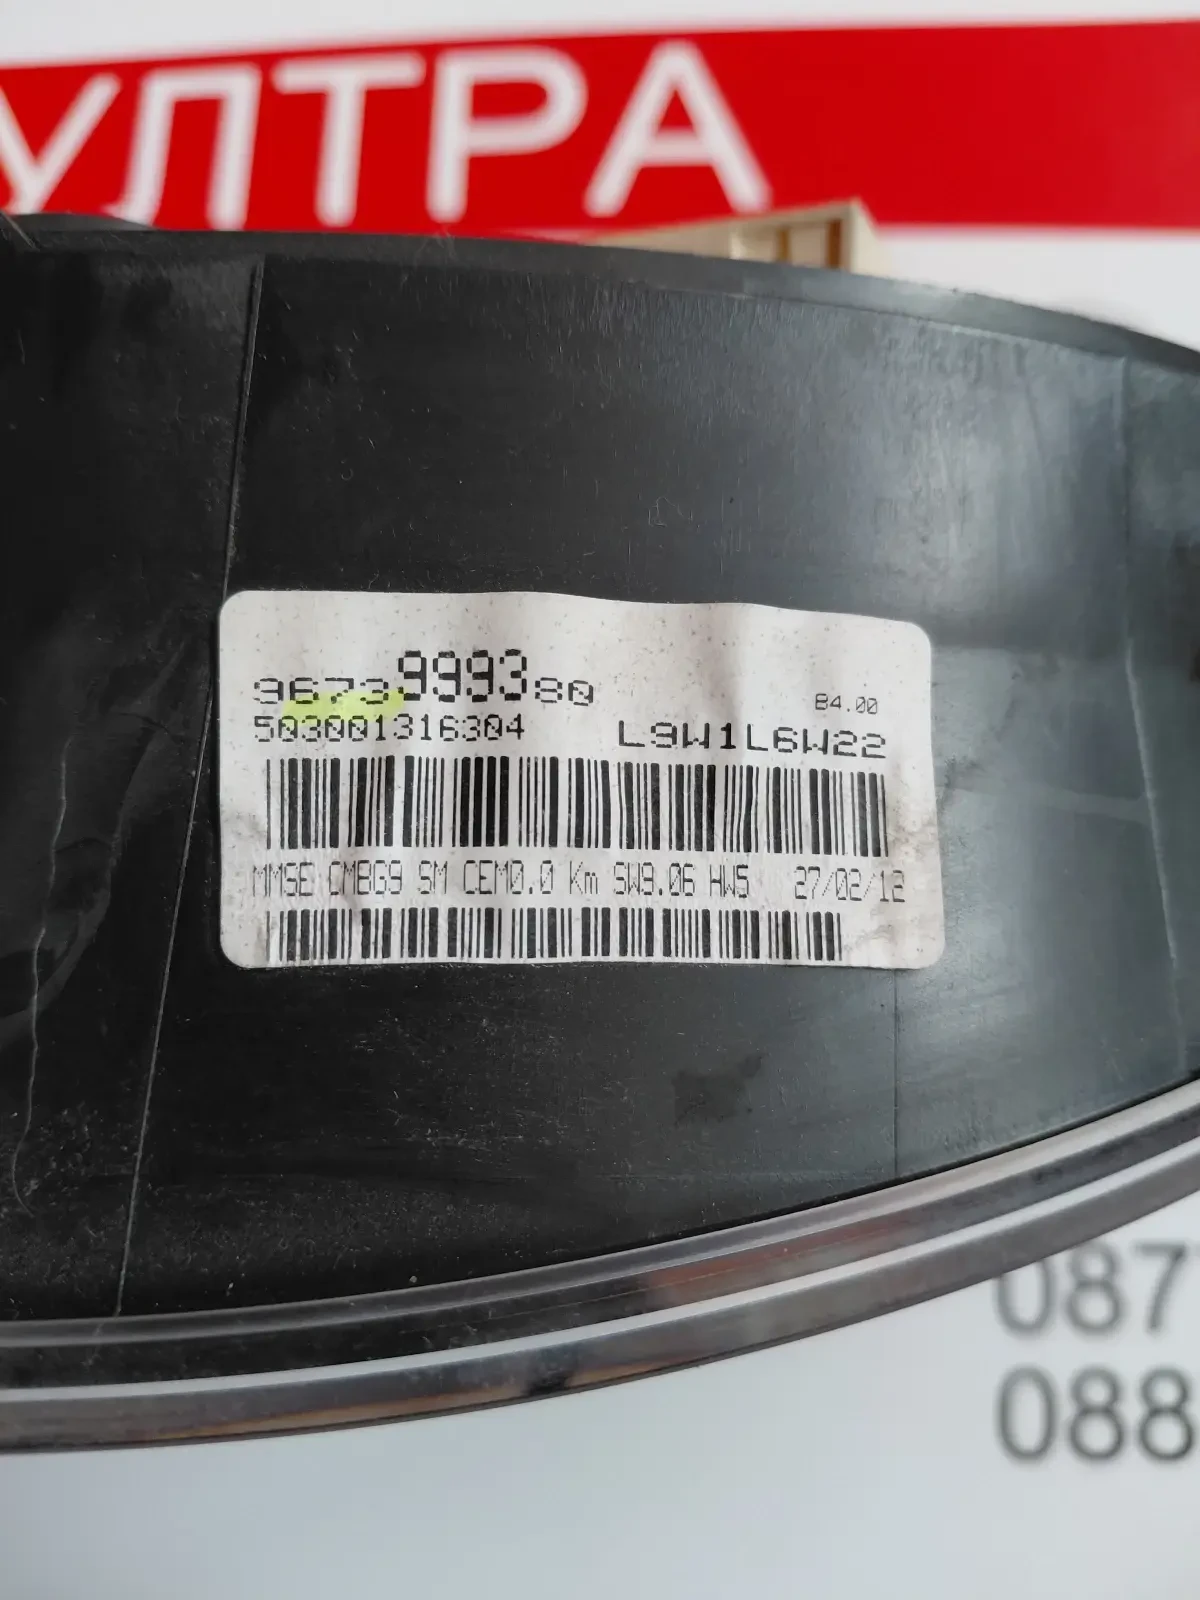 УЛТРА
9673999380
B4.00
503001316304
L9W1L6W22
MMSE CMBG9 SM CEM0.0 Km SW9.06 HW5 27/02/12
087
088